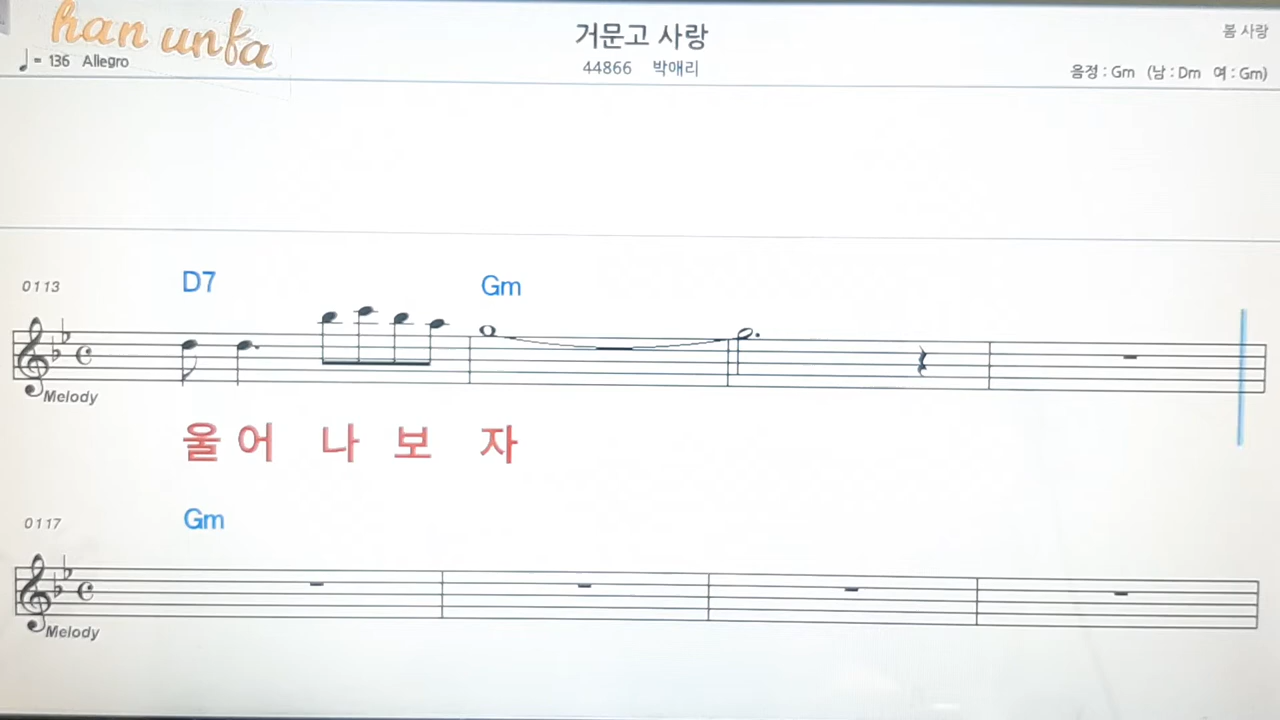 han unfa
거문고 사랑
봄 사랑
= 136 Allegro
44866 박애리
음정 : Gm (남 : Dm 여 : Gm)
0113
D7 Gm
Melody
울 어 나 보 자
0117
Gm
Melody